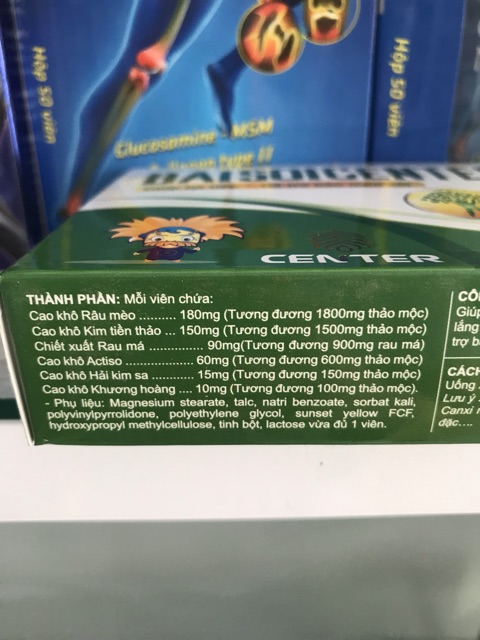 Hộp 50 viên
Hộp 50 viên
Glucosamine - MSM
type II
CENTER
THÀNH PHẦN: Mỗi viên chứa:
Cao khô Râu mèo .......... 180mg (Tương đương 1800mg thảo mộc)
Cao khô Kim tiền thảo ... 150mg (Tương đương 1500mg thảo mộc)
Chiết xuất Rau má ............... 90mg(Tương đương 900mg rau má)
Cao khô Actiso .................... 60mg (Tương đương 600mg thảo mộc)
Cao khô Hải kim sa .......... 15mg (Tương đương 150mg thảo mộc)
Cao khô Khương hoàng .... 10mg (Tương đương 100mg thảo mộc).
- Phụ liệu: Magnesium stearate, talc, natri benzoate, sorbat kali,
polyvinylpyrrolidone, polyethylene glycol, sunset yellow FCF,
hydroxypropyl methylcellulose, tinh bột, lactose vừa đủ 1 viên.
Giúp
lắng
trợ
CÁCH
Uống
Lưu ý
Canxi
đặc....